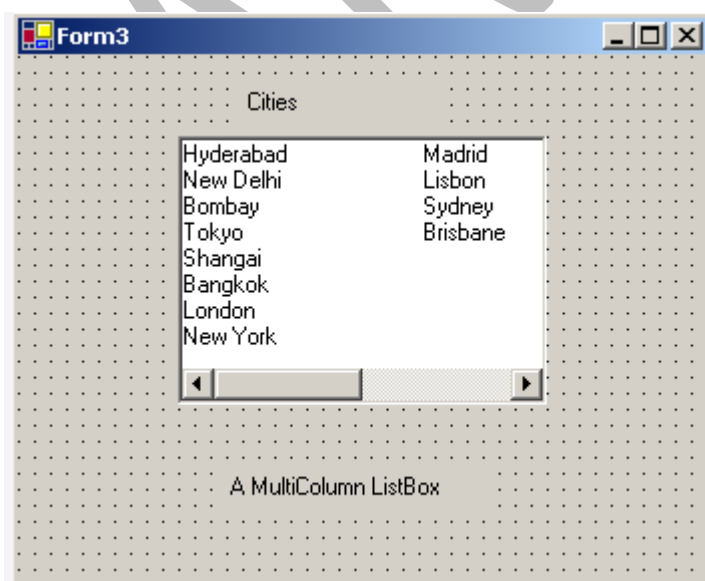 Form3
Cities
Hyderabad
New Delhi
Bombay
Tokyo
Shangai
Bangkok
London
New York
Madrid
Lisbon
Sydney
Brisbane
A MultiColumn ListBox